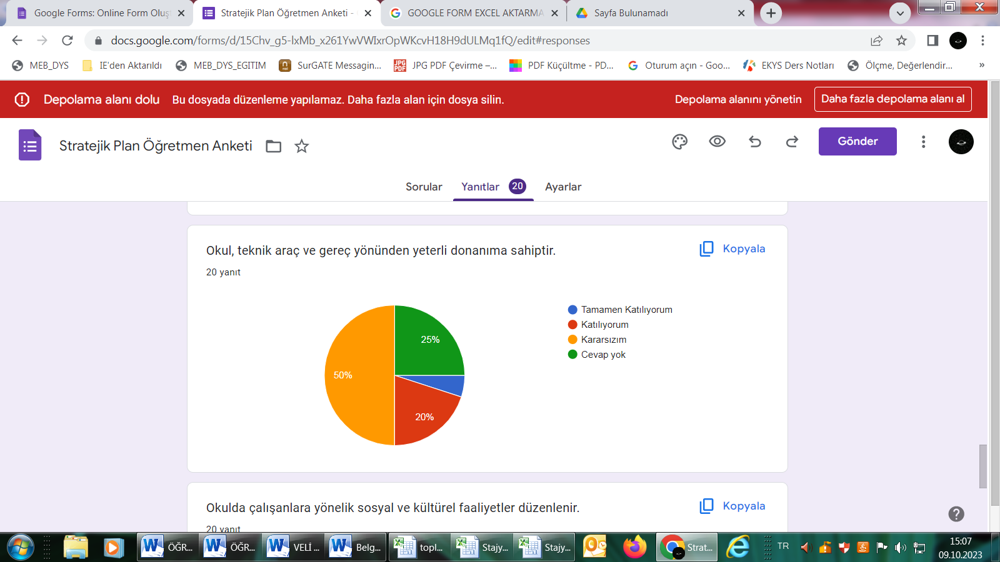 Google Forms: Online Form Oluşt
Stratejik Plan Öğretmen Anketi -
GOOGLE FORM EXCEL AKTARMA
Sayfa Bulunamadı
docs.google.com/forms/d/15Chv_g5-lxMb_x261YwVWIxrOpWKcvH18H9dULMq1fQ/edit#responses
MEB_DYS
IE'den Aktarıldı
MEB_DYS_EGITIM
SurGATE Messagin...
JPG PDF Çevirme –...
PDF Küçültme - PD...
Oturum açın - Goo...
EKYS Ders Notları
Ölçme, Değerlendir...
»
Depolama alanı dolu
Bu dosyada düzenleme yapılamaz. Daha fazla alan için dosya silin.
Depolama alanını yönetin
Daha fazla depolama alanı al
Stratejik Plan Öğretmen Anketi
Gönder
Sorular
Yanıtlar 20
Ayarlar
Okul, teknik araç ve gereç yönünden yeterli donanıma sahiptir.
Kopyala
20 yanıt
Tamamen Katılıyorum
Katılıyorum
Kararsızım
Cevap yok
25%
50%
20%
Okulda çalışanlara yönelik sosyal ve kültürel faaliyetler düzenlenir.
Kopyala
20 yanıt
ÖĞR...
ÖĞR...
VELİ ...
Belg...
topl...
Stajy...
Stajy...
Strat...
TR
15:07
09.10.2023